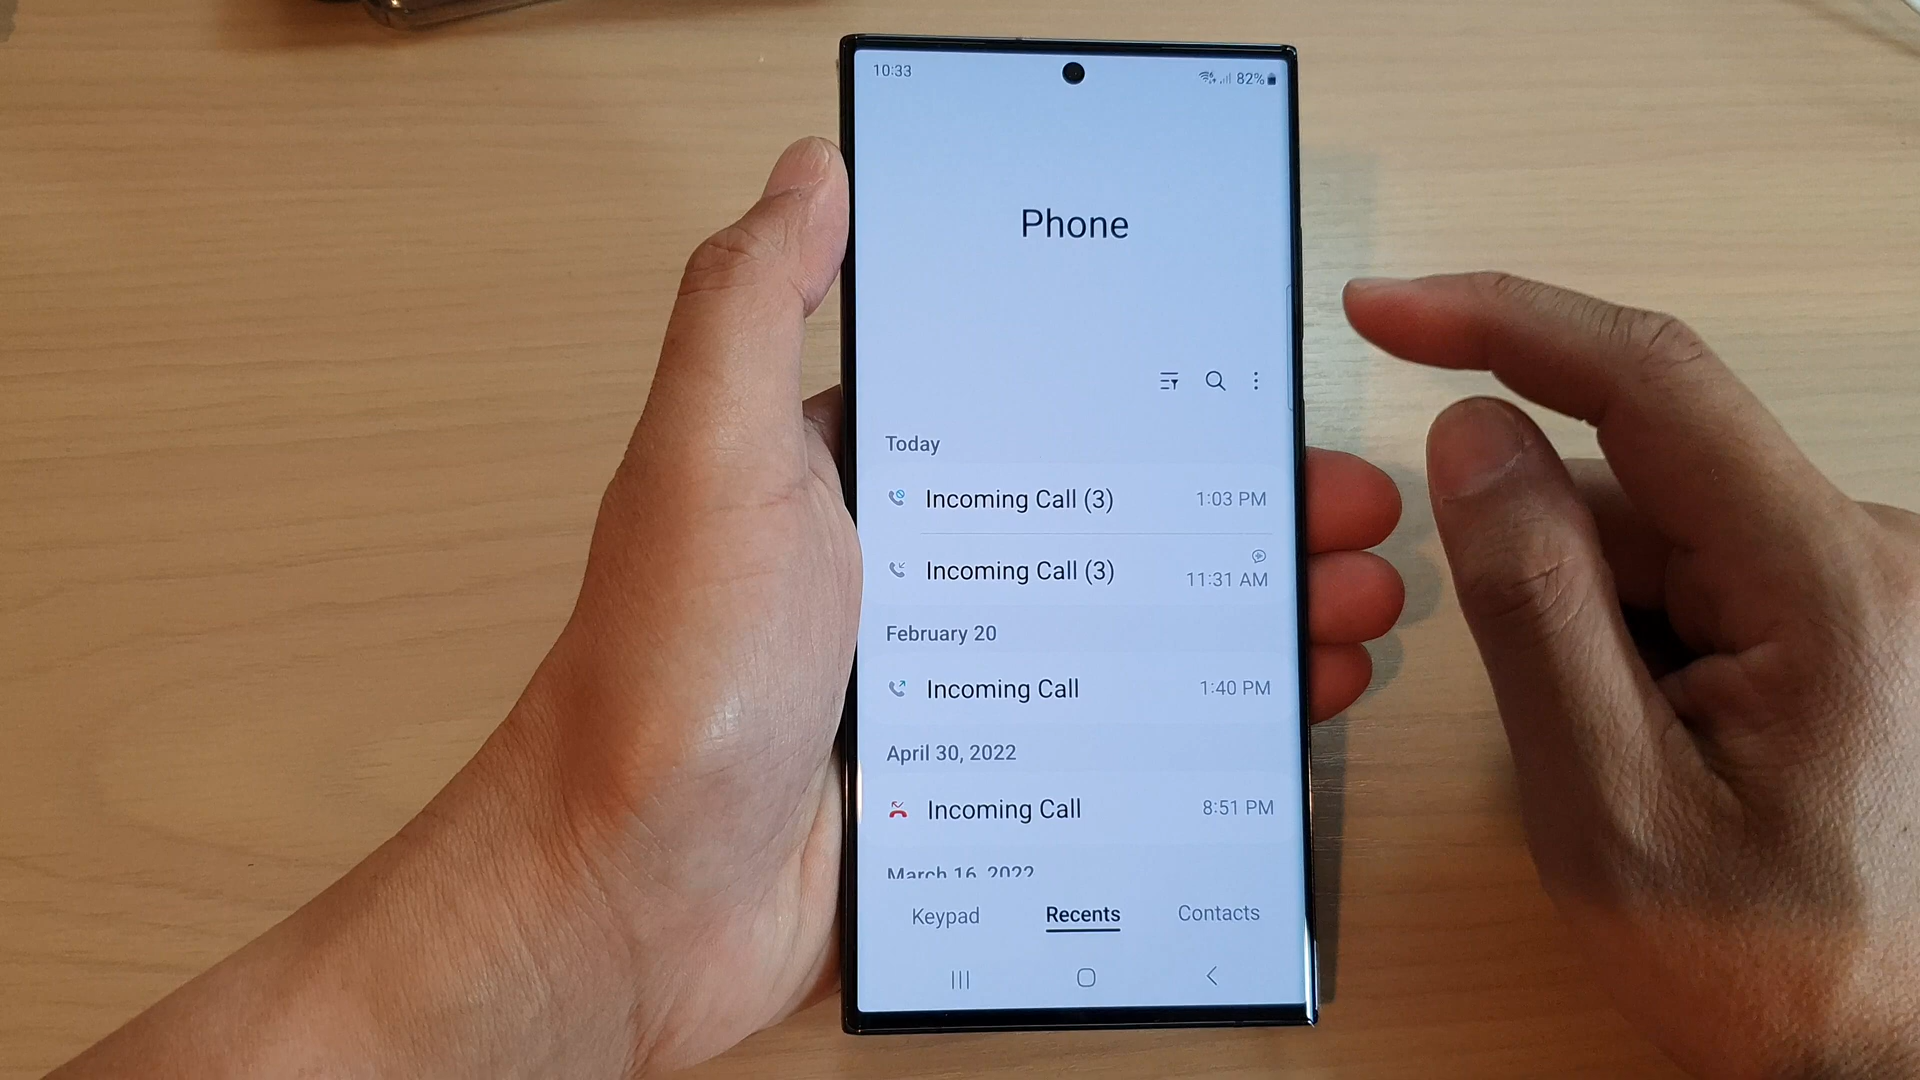 10:33
82%
Phone
Today
Incoming Call (3) 1:03 PM
Incoming Call (3) 11:31 AM
February 20
Incoming Call 1:40 PM
April 30, 2022
Incoming Call 8:51 PM
March 16, 2022
Keypad Recents Contacts